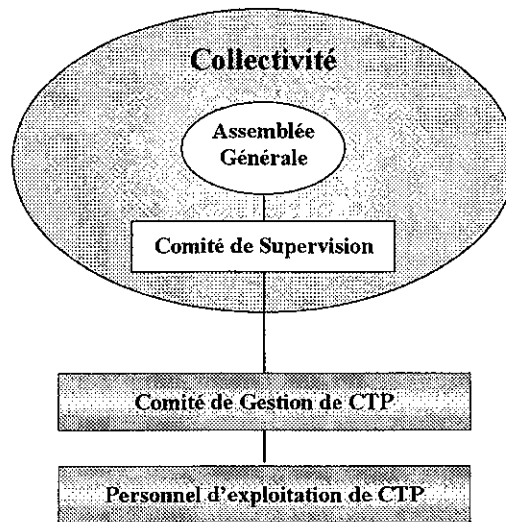 Collectivité
Assemblée
Générale
Comité de Supervision
Comité de Gestion de CTP
Personnel d'exploitation de CTP